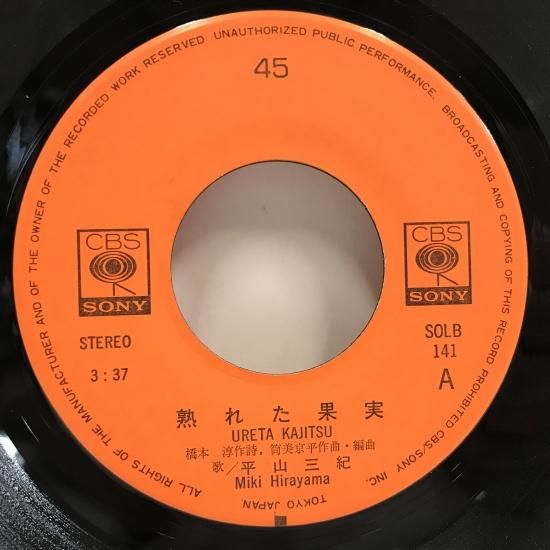 ALL RIGHTS OF THE MANUFACTURER AND OF THE OWNER OF THE RECORDED WORK RESERVED UNAUTHORIZED PUBLIC PERFORMANCE. BROADCASTING AND COPYING OF THIS RECORD PROHIBITED CBS/SONY INC. TOKYO JAPAN.
45
CBS
SONY
CBS
SONY
STEREO
3:37
SOLB
141
A
熟れた果実
URETA KAJITSU
橋本 淳作詩,筒美京平作曲・編曲
歌/平山三紀
Miki Hirayama